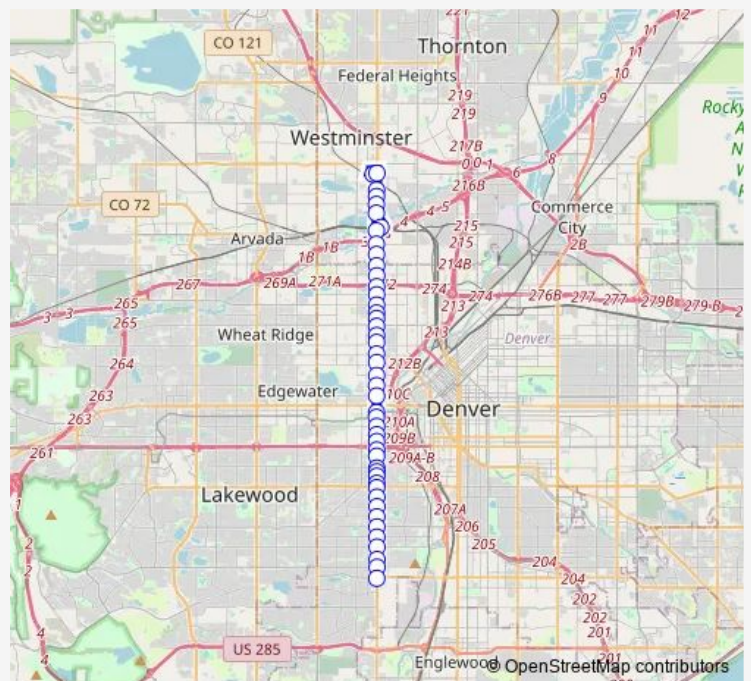 221
12
CO 121
Thornton
11
Federal Heights
10
219
9
219
Rocky
Westminster
217B
0 0 1
6
8
216B
CO 72
4
4
5
Commerce
City
215
Arvada
1B
215
2B
1B
214B
267
269A
271A
274
274
276B
277
277
279B
279-B
265
3
3
265
213
213
Wheat Ridge
Denver
264
212B
263
Edgewater
10C
263
Denver
210A
261
209B
209A-B
208
Lakewood
207A
1
206
205
2
204
2
204
202
202
4
201
4
US 285
201
Englewood
© OpenStreetMap contributors